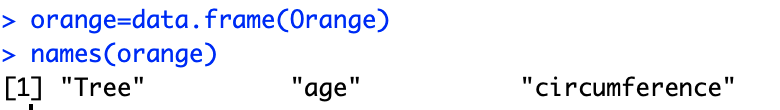 > orange=data.frame(Orange)
> names(orange)
[1] "Tree"          "age"           "circumference"